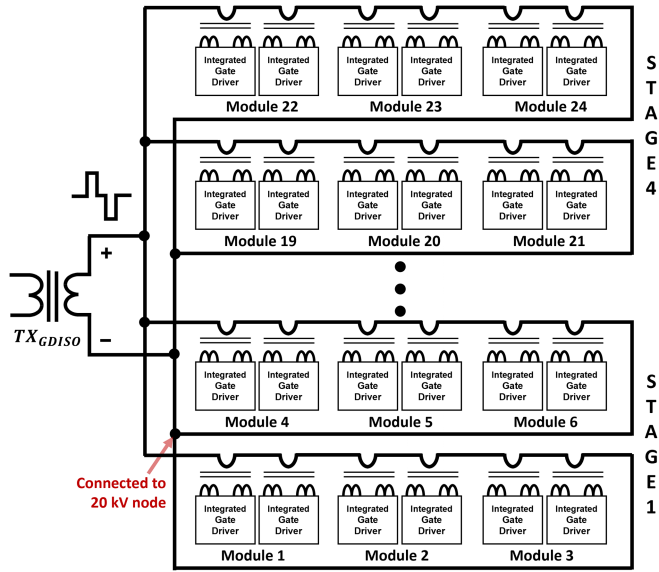 Integrated Gate Driver Integrated Gate Driver Integrated Gate Driver Integrated Gate Driver Integrated Gate Driver Integrated Gate Driver
Module 22 Module 23 Module 24
STAGE4
Integrated Gate Driver Integrated Gate Driver Integrated Gate Driver Integrated Gate Driver Integrated Gate Driver Integrated Gate Driver
Module 19 Module 20 Module 21
+
TX_GDISO
−
Integrated Gate Driver Integrated Gate Driver Integrated Gate Driver Integrated Gate Driver Integrated Gate Driver Integrated Gate Driver
Module 4 Module 5 Module 6
STAGE1
Connected to
20 kV node
Integrated Gate Driver Integrated Gate Driver Integrated Gate Driver Integrated Gate Driver Integrated Gate Driver Integrated Gate Driver
Module 1 Module 2 Module 3